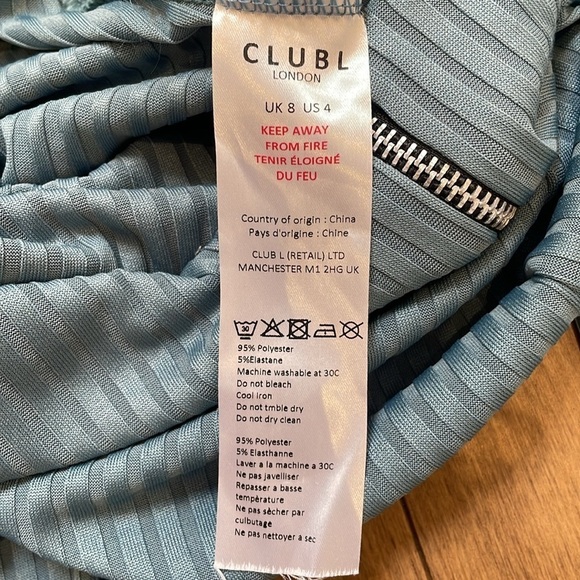 CLUBL
LONDON
UK 8 US 4
KEEP AWAY
FROM FIRE
TENIR ÉLOIGNÉ
DU FEU
Country of origin : China
Pays d'origine : Chine
CLUB L (RETAIL) LTD
MANCHESTER M1 2HG UK
30
95% Polyester
5%Elastane
Machine washable at 30C
Do not bleach
Cool Iron
Do not tmble dry
Do not dry clean
95% Polyester
5% Elasthanne
Laver a la machine a 30C
Ne pas javelliser
Repasser a basse
température
Ne pas sècher par
culbutage
Ne pas nettoyer à sec